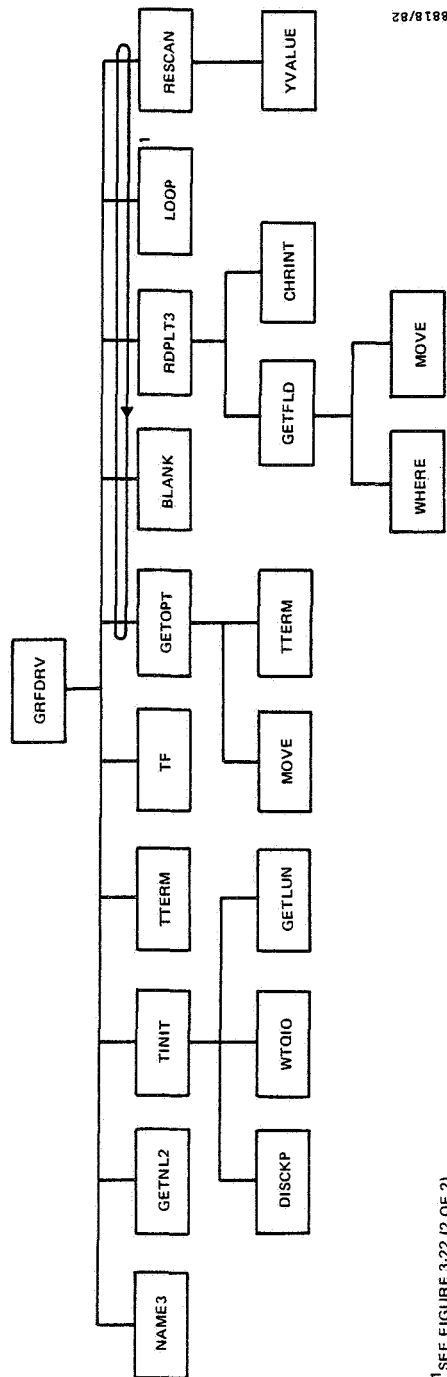 GRFDRV
NAME3
GETNL2
TINIT
TTERM
TF
GETOPT
BLANK
RDPLT3
LOOP
1
RESCAN
DISCKP
WTQIO
GETLUN
MOVE
TTERM
GETFLD
CHRINT
YVALUE
WHERE
MOVE
1SEE FIGURE 3-22 (2 OF 2)
8818/82